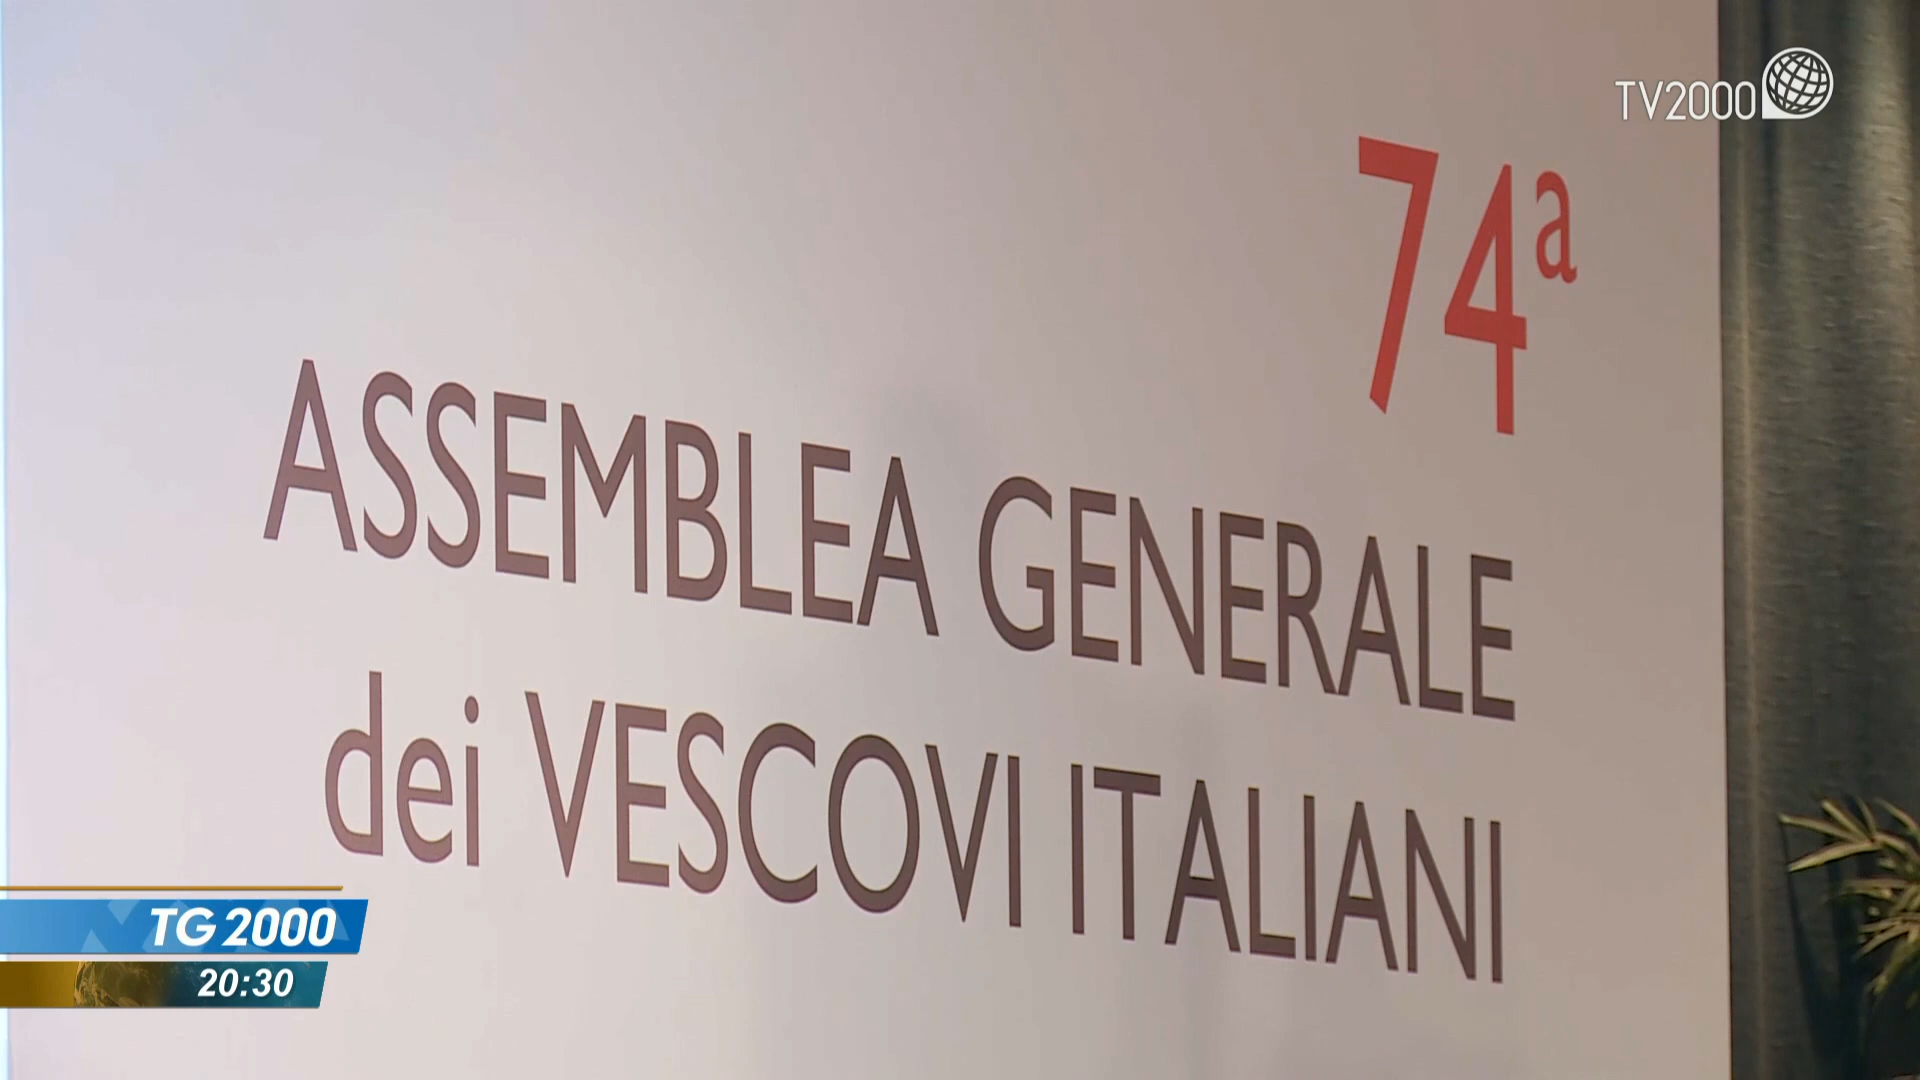 TV2000
74ª
ASSEMBLEA GENERALE
dei VESCOVI ITALIANI
TG 2000
20:30